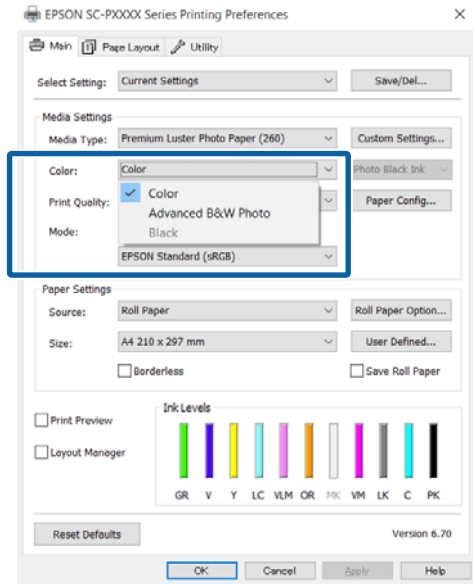 EPSON SC-PXXXX Series Printing Preferences
Main Page Layout Utility
Select Setting: Current Settings Save/Del...
Media Settings
Media Type: Premium Luster Photo Paper (260) Custom Settings...
Color: Color Photo Black Ink
Color
Print Quality: Paper Config...
Advanced B&W Photo
Mode:
Black
EPSON Standard (sRGB)
Paper Settings
Source: Roll Paper Roll Paper Option...
Size: A4 210 x 297 mm User Defined...
Borderless Save Roll Paper
Print Preview
Layout Manager
Ink Levels
GR V Y LC VLM OR MK VM LK C PK
Reset Defaults Version 6.70
OK Cancel Apply Help